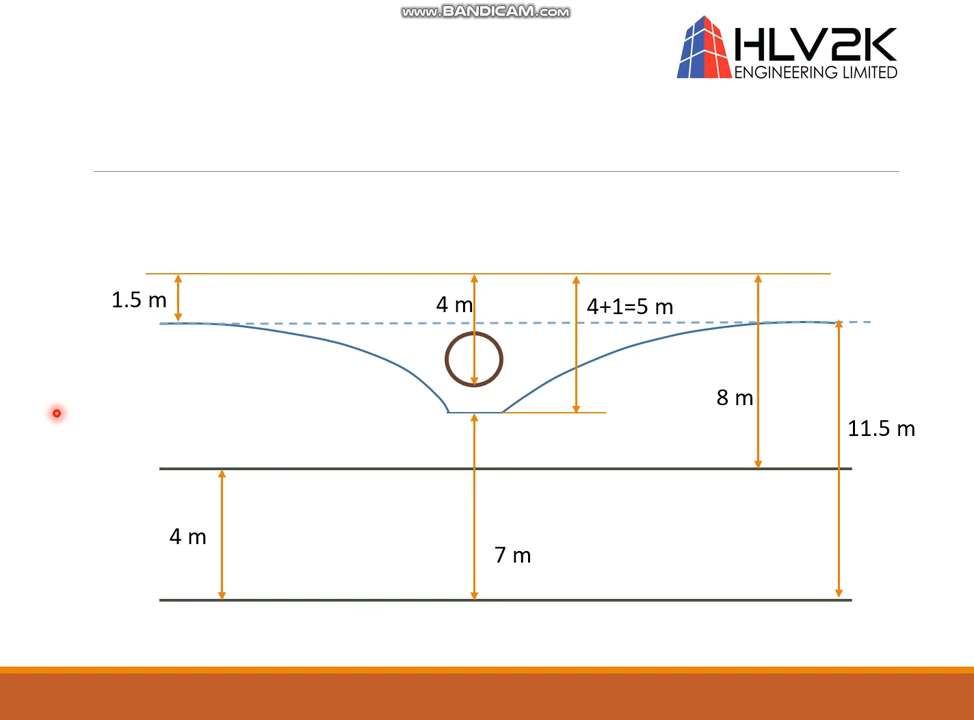 www.BANDICAM.com
HLV2K
ENGINEERING LIMITED
1.5 m
4 m
4+1=5 m
8 m
11.5 m
4 m
7 m